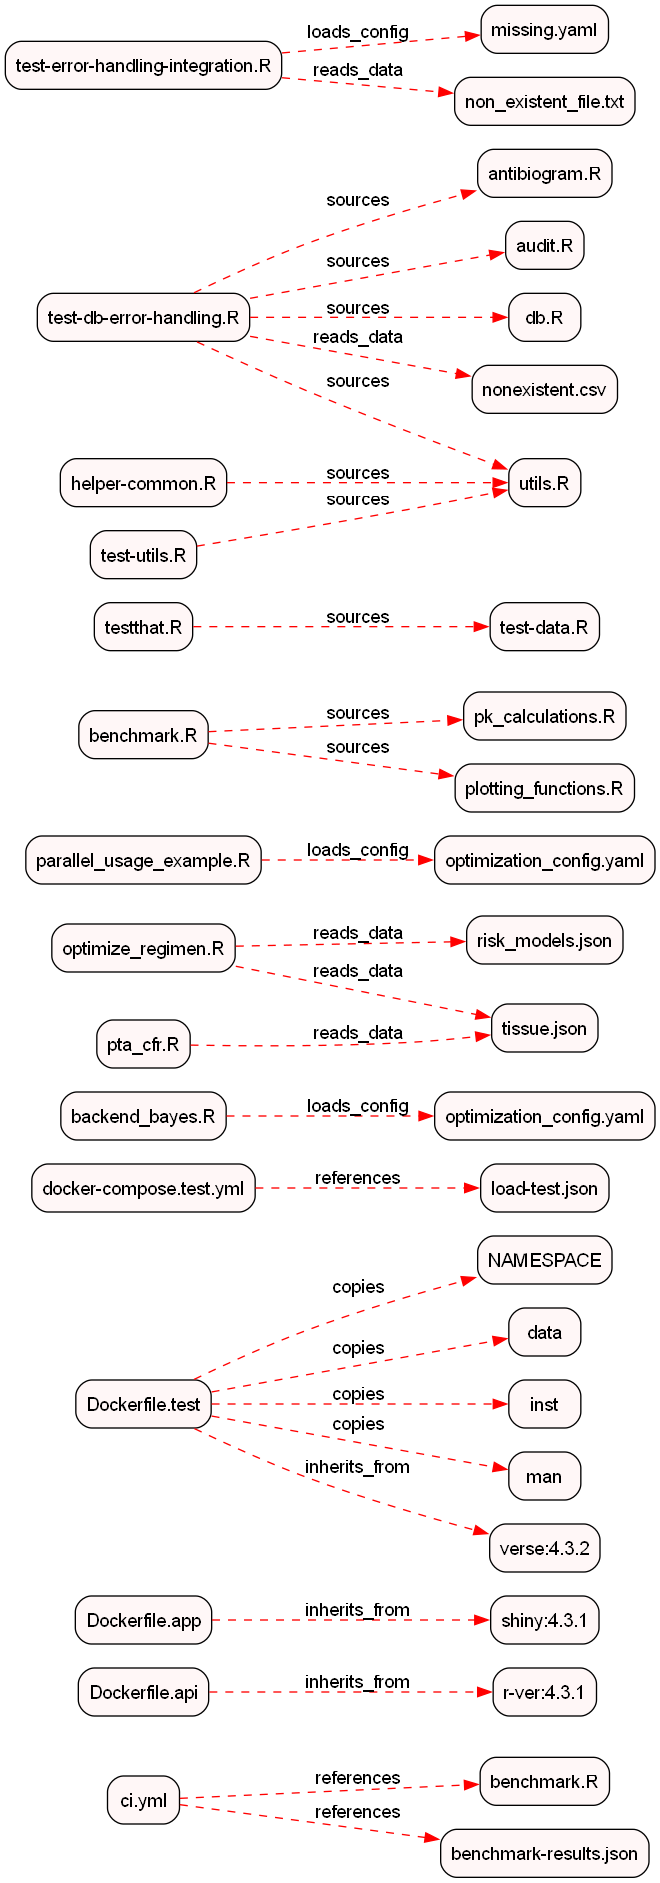 loads_config
missing.yaml
test-error-handling-integration.R
reads_data
non_existent_file.txt
antibiogram.R
sources
audit.R
sources
test-db-error-handling.R
sources
db.R
reads_data
nonexistent.csv
sources
helper-common.R
sources
utils.R
sources
test-utils.R
testthat.R
sources
test-data.R
benchmark.R
sources
pk_calculations.R
sources
plotting_functions.R
parallel_usage_example.R
loads_config
optimization_config.yaml
optimize_regimen.R
reads_data
risk_models.json
reads_data
tissue.json
pta_cfr.R
reads_data
backend_bayes.R
loads_config
optimization_config.yaml
docker-compose.test.yml
references
load-test.json
NAMESPACE
copies
data
copies
Dockerfile.test
copies
inst
copies
man
inherits_from
verse:4.3.2
Dockerfile.app
inherits_from
shiny:4.3.1
Dockerfile.api
inherits_from
r-ver:4.3.1
ci.yml
references
benchmark.R
references
benchmark-results.json